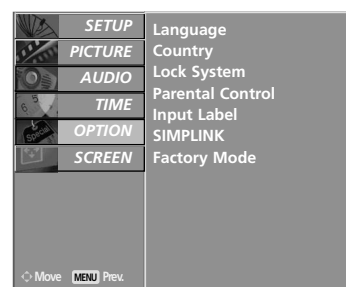 SETUP
PICTURE
AUDIO
TIME
OPTION
SCREEN
Language
Country
Lock System
Parental Control
Input Label
SIMPLINK
Factory Mode
Move MENU Prev.